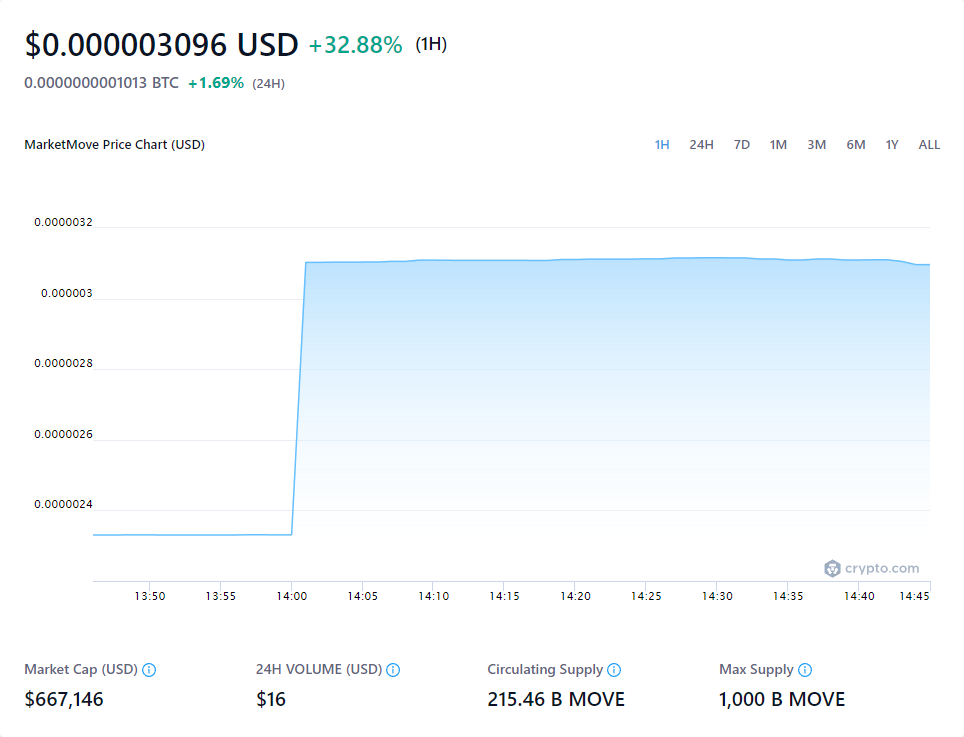 $0.000003096 USD +32.88% (1H)
0.0000000001013 BTC +1.69% (24H)
MarketMove Price Chart (USD) 1H 24H 7D 1M 3M 6M 1Y ALL
0.0000032
0.000003
0.0000028
0.0000026
0.0000024
crypto.com
13:50 13:55 14:00 14:05 14:10 14:15 14:20 14:25 14:30 14:35 14:40 14:45
Market Cap (USD) 24H VOLUME (USD) Circulating Supply Max Supply
$667,146 $16 215.46 B MOVE 1,000 B MOVE